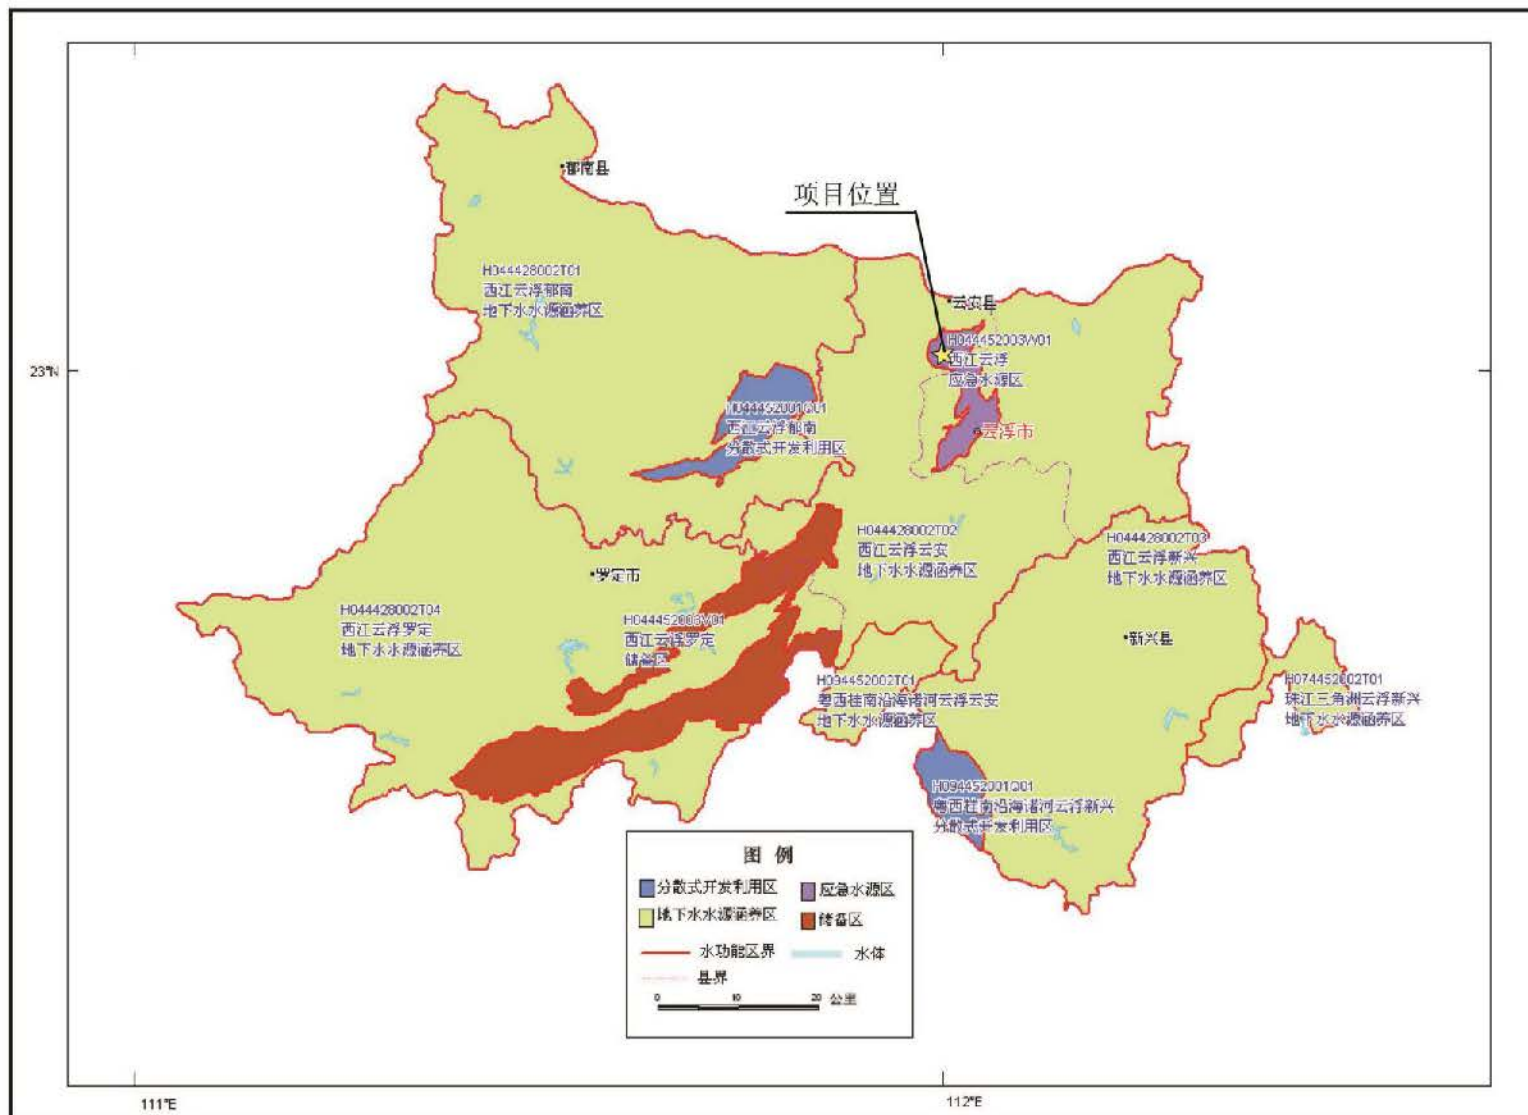 郁南县
项目位置
H044428002T01
西江云浮郁南
地下水水源涵养区
云安县
H044452003W01
西江云浮
应急水源区
23°N
H044452001Q01
西江云浮郁南
分散式开发利用区
云浮市
H044428002T02
西江云浮云安
地下水水源涵养区
H044428002T03
西江云浮新兴
地下水水源涵养区
罗定市
H044428002T04
西江云浮罗定
地下水水源涵养区
H044452003V01
西江云浮罗定
储备区
新兴县
H094452002T01
粤西桂南沿海诸河云浮云安
地下水水源涵养区
H074452002T01
珠江三角洲云浮新兴
地下水水源涵养区
H094452001Q01
粤西桂南沿海诸河云浮新兴
分散式开发利用区
图 例
分散式开发利用区
应急水源区
地下水水源涵养区
储备区
水功能区界
水体
县界
0 10 20 公里
111°E
112°E